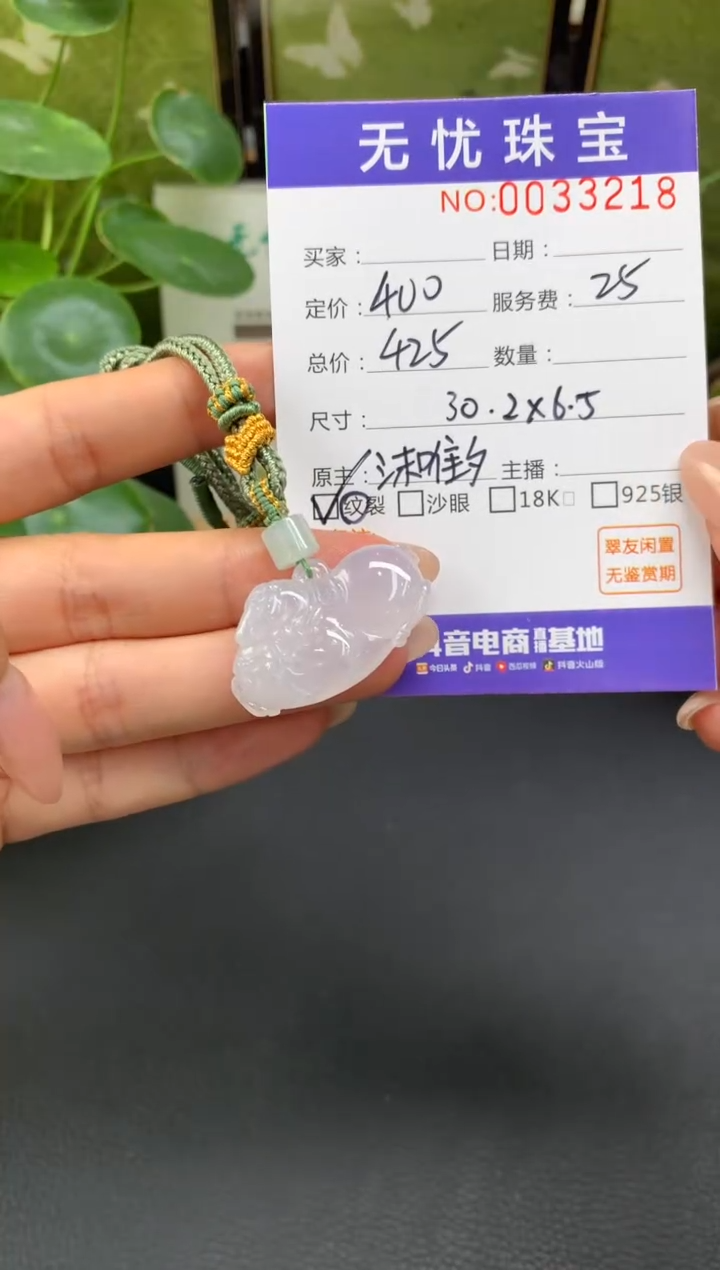 无忧珠宝
NO:0033218
买家： 日期：
定价：400 服务费：25
总价：425 数量：
尺寸：30.2×6.5
原主： 主播：
纹裂 沙眼 18K 925银
翠友闲置
无鉴赏期
抖音电商直播基地
今日头条 抖音 西瓜视频 抖音火山版